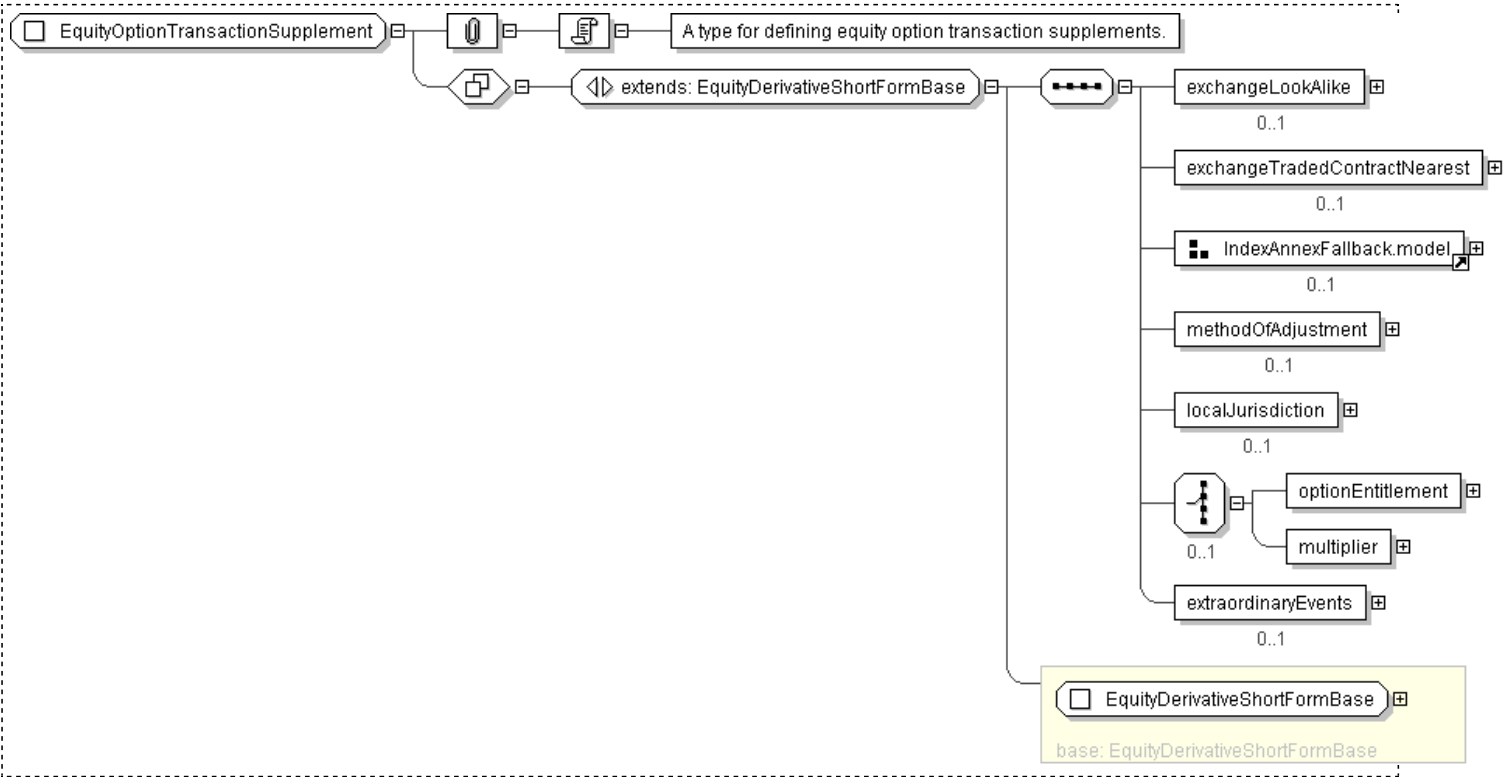 EquityOptionTransactionSupplement
A type for defining equity option transaction supplements.
extends: EquityDerivativeShortFormBase
exchangeLookAlike
0..1
exchangeTradedContractNearest
0..1
IndexAnnexFallback.model
0..1
methodOfAdjustment
0..1
localJurisdiction
0..1
optionEntitlement
0..1
multiplier
extraordinaryEvents
0..1
EquityDerivativeShortFormBase
base: EquityDerivativeShortFormBase